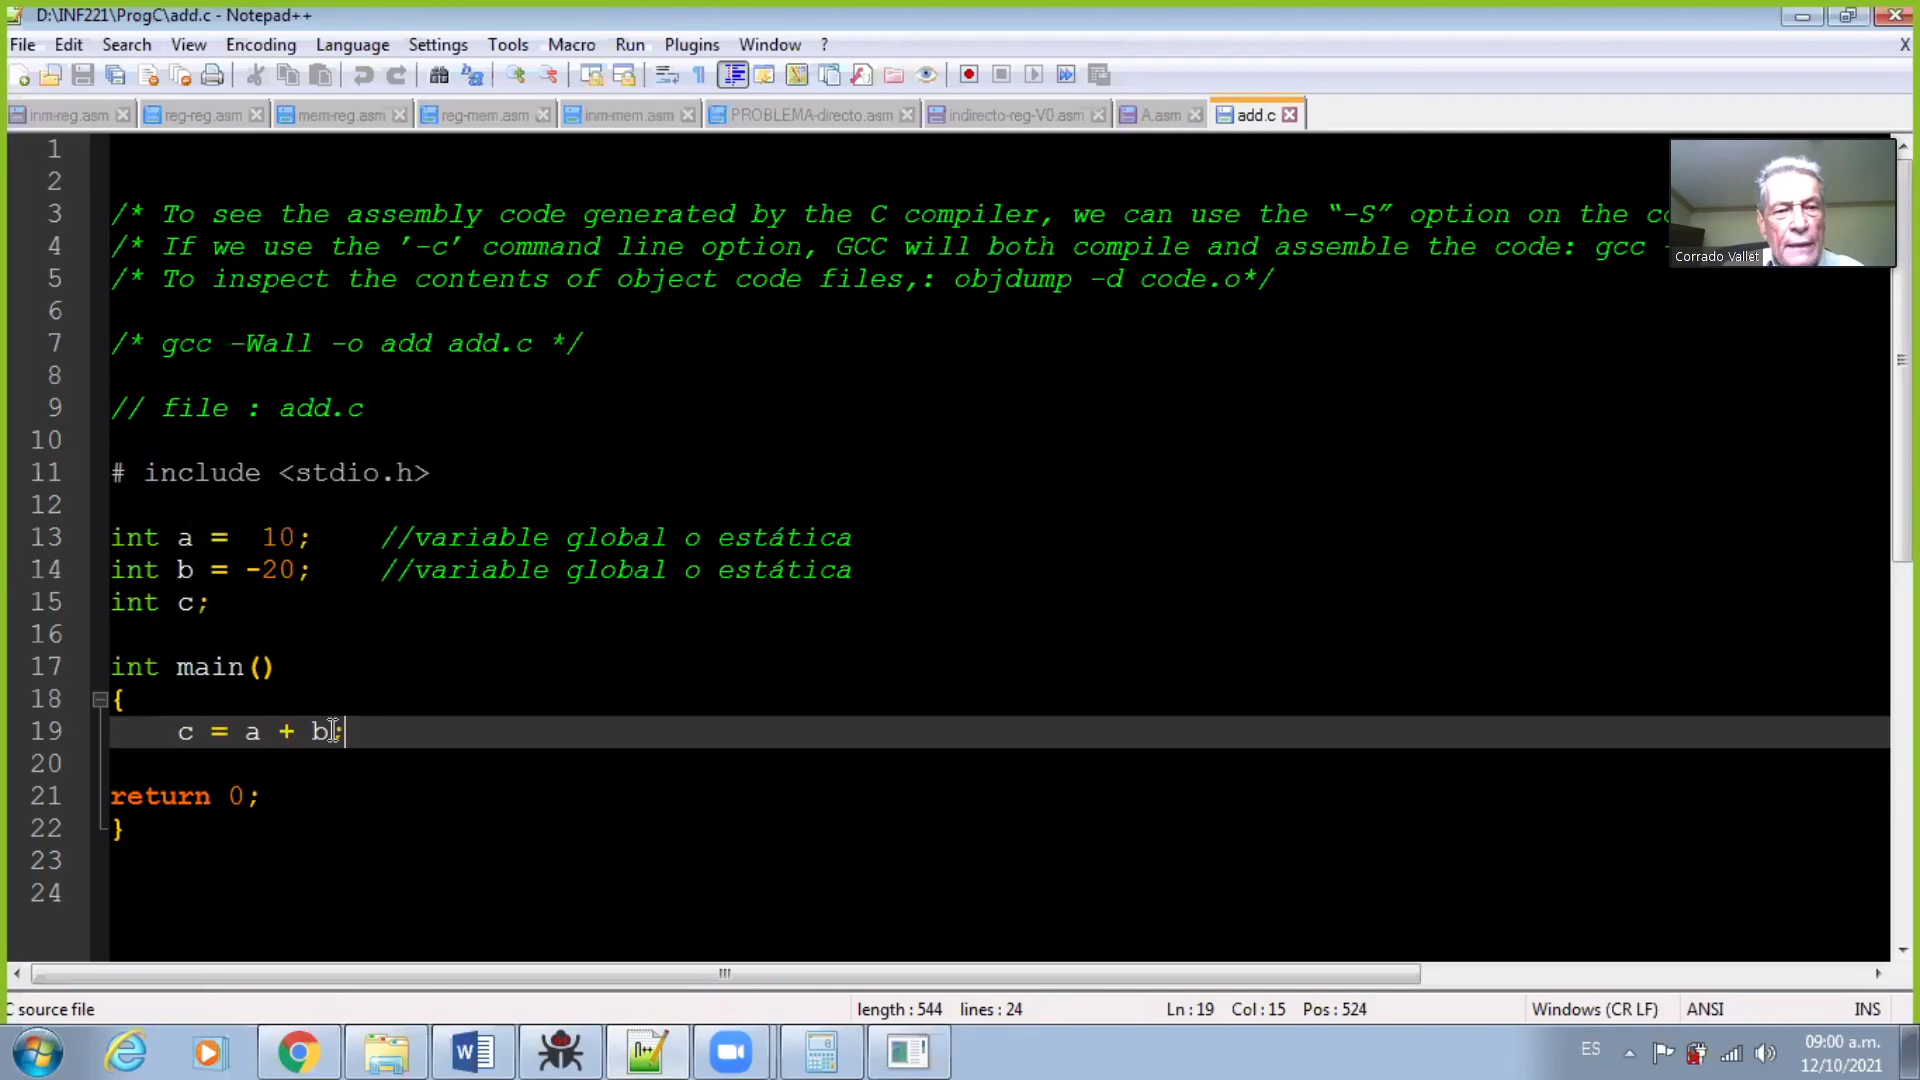 D:\INF221\ProgC\add.c - Notepad++
File Edit Search View Encoding Language Settings Tools Macro Run Plugins Window ? X
inm-reg.asm reg-reg.asm mem-reg.asm reg-mem.asm inm-mem.asm PROBLEMA-directo.asm indirecto-reg-V0.asm A.asm add.c
1
2
3 /* To see the assembly code generated by the C compiler, we can use the “-S” option on the co
4 /* If we use the ’-c’ command line option, GCC will both compile and assemble the code: gcc -
5 /* To inspect the contents of object code files,: objdump -d code.o*/
6
7 /* gcc -Wall -o add add.c */
8
9 // file : add.c
10
11 # include <stdio.h>
12
13 int a = 10; //variable global o estática
14 int b = -20; //variable global o estática
15 int c;
16
17 int main()
18 {
19 c = a + b;
20
21 return 0;
22 }
23
24
Corrado Vallet
C source file length : 544 lines : 24 Ln : 19 Col : 15 Pos : 524 Windows (CR LF) ANSI INS
ES 09:00 a.m.
12/10/2021